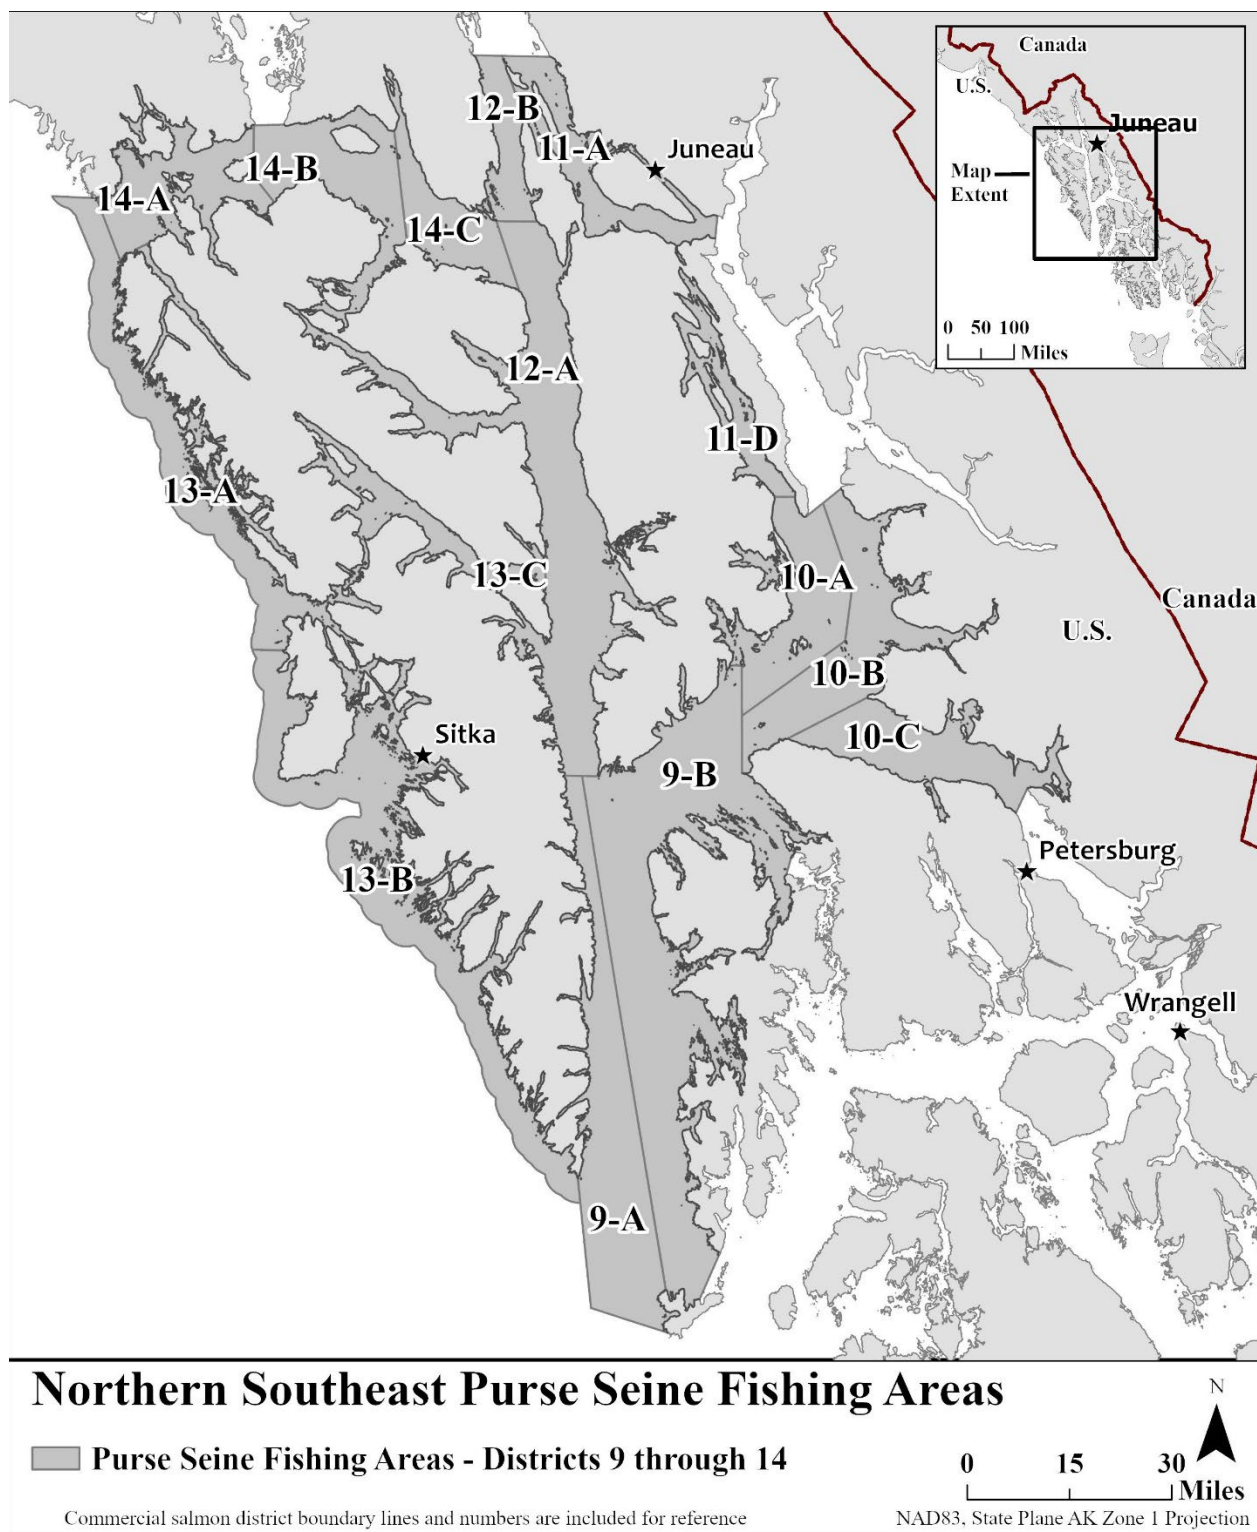 Canada
U.S.
Juneau
Map
Extent
0 50 100
Miles
12-B
11-A
Juneau
14-B
14-A
14-C
12-A
11-D
13-A
13-C
10-A
Canada
U.S.
10-B
Sitka
10-C
9-B
Petersburg
13-B
Wrangell
9-A
Northern Southeast Purse Seine Fishing Areas
N
Purse Seine Fishing Areas - Districts 9 through 14
0 15 30
Miles
Commercial salmon district boundary lines and numbers are included for reference
NAD83, State Plane AK Zone 1 Projection